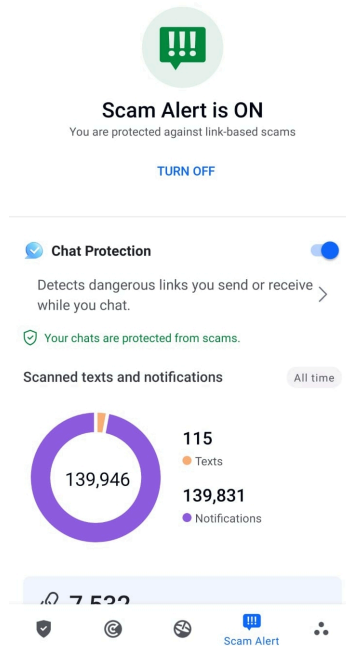 Scam Alert is ON
You are protected against link-based scams
TURN OFF
Chat Protection
Detects dangerous links you send or receive
while you chat.
Your chats are protected from scams.
Scanned texts and notifications
All time
139,946
115
Texts
139,831
Notifications
7,532
Scam Alert